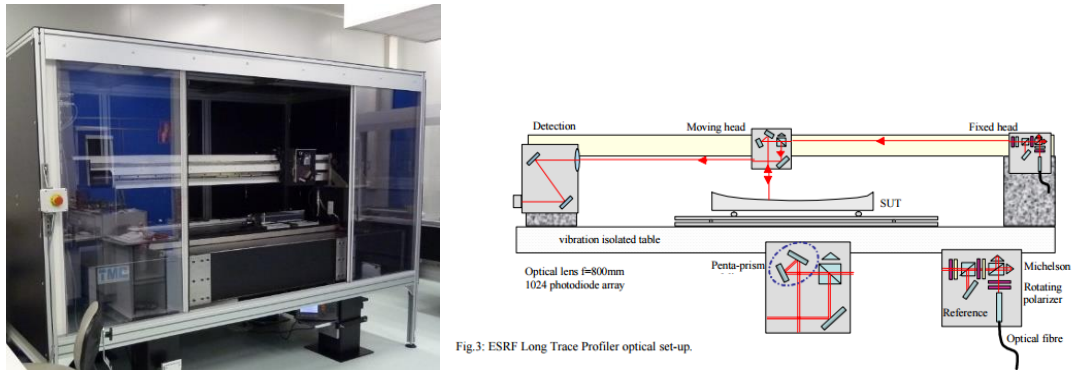 TMC
Detection
Moving head
Fixed head
SUT
vibration isolated table
Optical lens f=800mm
1024 photodiode array
Penta-prism
Michelson
Rotating
polarizer
Reference
Optical fibre
Fig.3: ESRF Long Trace Profiler optical set-up.